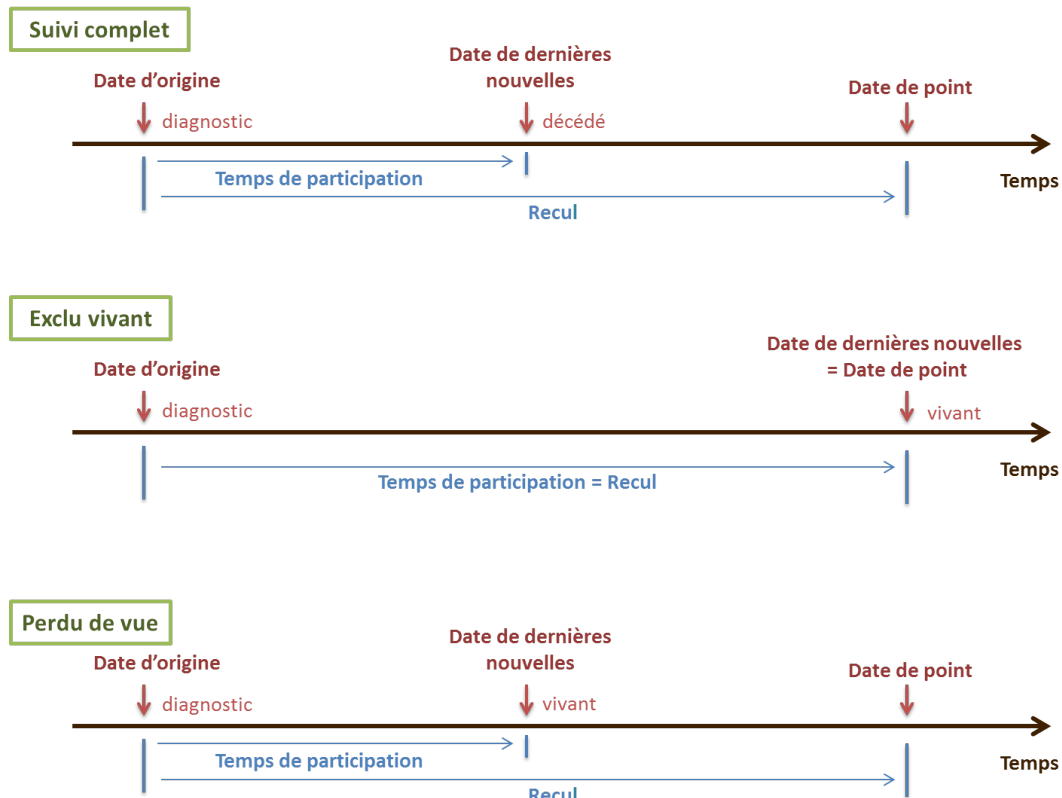 Suivi complet
Date de dernières
nouvelles
Date d'origine
Date de point
diagnostic
décédé
Temps de participation
Temps
Recul
Exclu vivant
Date de dernières nouvelles
= Date de point
Date d'origine
diagnostic
vivant
Temps
Temps de participation = Recul
Perdu de vue
Date de dernières
nouvelles
Date d'origine
Date de point
diagnostic
vivant
Temps de participation
Temps
Recul